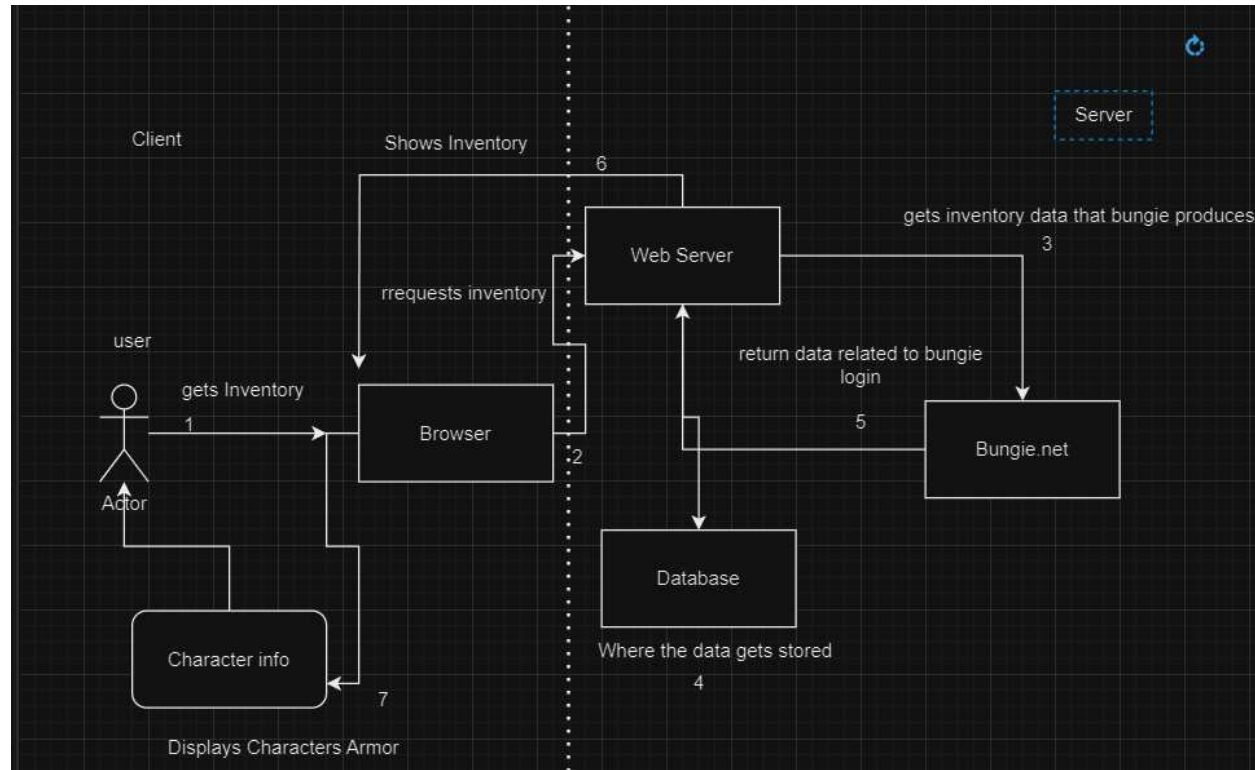 Server
Client
Shows Inventory
6
gets inventory data that bungie produces
3
Web Server
rrequests inventory
user
return data related to bungie
login
gets Inventory
1
5
Browser
2
Bungie.net
Actor
Database
Where the data gets stored
4
Character info
7
Displays Characters Armor